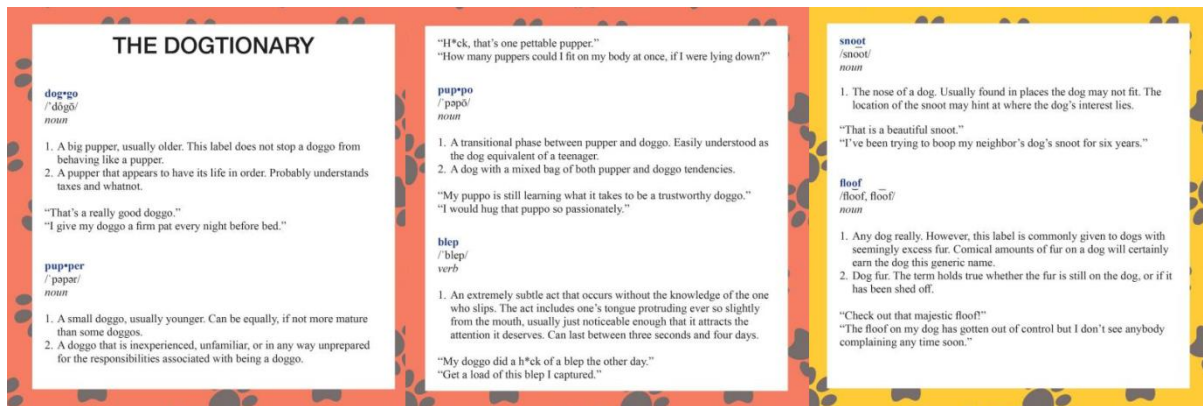 THE DOGTIONARY
dog•go
/ˈdôgō/
noun
1. A big pupper, usually older. This label does not stop a doggo from
behaving like a pupper.
2. A pupper that appears to have its life in order. Probably understands
taxes and whatnot.
“That’s a really good doggo.”
“I give my doggo a firm pat every night before bed.”
pup•per
/ˈpəpər/
noun
1. A small doggo, usually younger. Can be equally, if not more mature
than some doggos.
2. A doggo that is inexperienced, unfamiliar, or in any way unprepared
for the responsibilities associated with being a doggo.
“H*ck, that’s one pettable pupper.”
“How many puppers could I fit on my body at once, if I were lying down?”
pup•po
/ˈpəpō/
noun
1. A transitional phase between pupper and doggo. Easily understood as
the dog equivalent of a teenager.
2. A dog with a mixed bag of both pupper and doggo tendencies.
“My puppo is still learning what it takes to be a trustworthy doggo.”
“I would hug that puppo so passionately.”
blep
/ˈblep/
verb
1. An extremely subtle act that occurs without the knowledge of the one
who slips. The act includes one’s tongue protruding ever so slightly
from the mouth, usually just noticeable enough that it attracts the
attention it deserves. Can last between three seconds and four days.
“My doggo did a h*ck of a blep the other day.”
“Get a load of this blep I captured.”
snoot
/sno͞ot/
noun
1. The nose of a dog. Usually found in places the dog may not fit. The
location of the snoot may hint at where the dog’s interest lies.
“That is a beautiful snoot.”
“I’ve been trying to boop my neighbor’s dog’s snoot for six years.”
floof
/flo͞of, flo͞of/
noun
1. Any dog really. However, this label is commonly given to dogs with
seemingly excess fur. Comical amounts of fur on a dog will certainly
earn the dog this generic name.
2. Dog fur. The term holds true whether the fur is still on the dog, or if it
has been shed off.
“Check out that majestic floof!”
“The floof on my dog has gotten out of control but I don’t see anybody
complaining any time soon.”